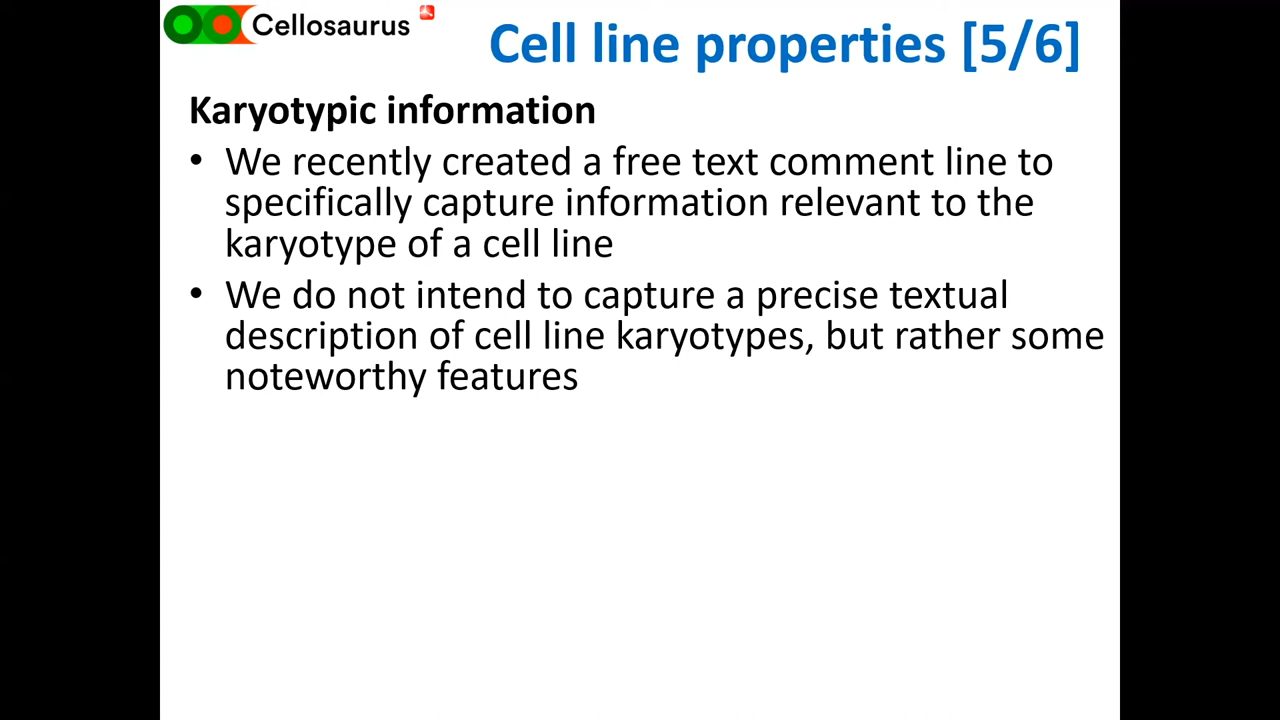 Cellosaurus
Cell line properties [5/6]
Karyotypic information
• We recently created a free text comment line to
specifically capture information relevant to the
karyotype of a cell line
• We do not intend to capture a precise textual
description of cell line karyotypes, but rather some
noteworthy features